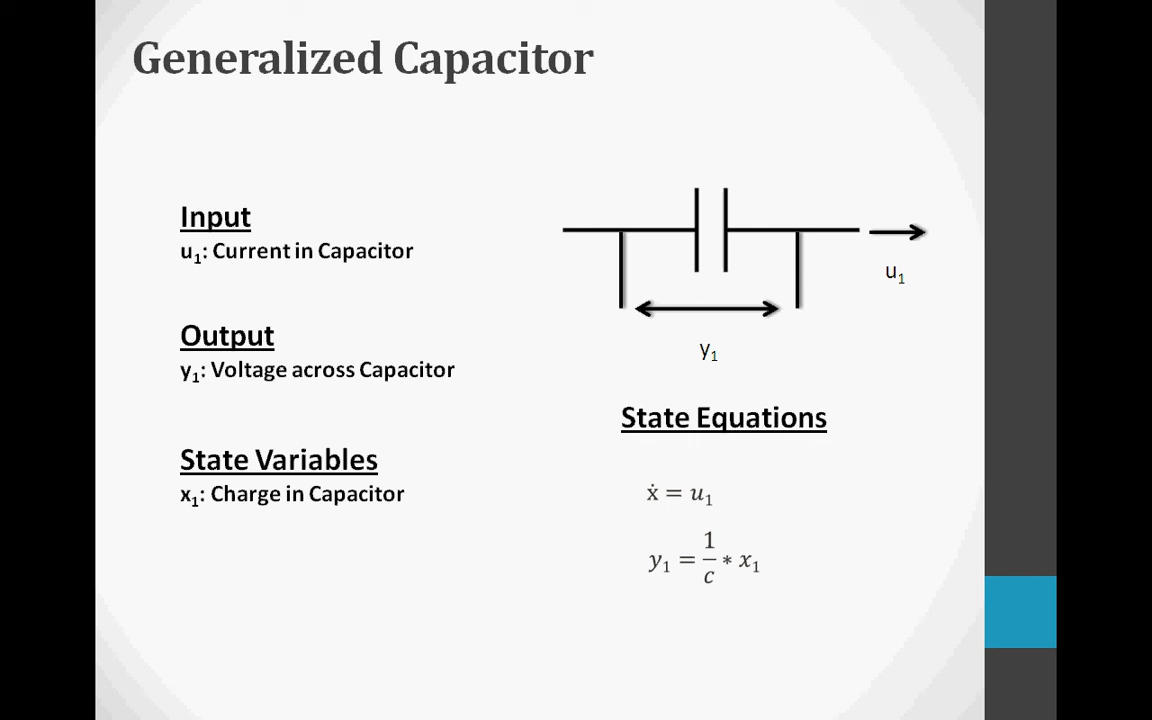 Generalized Capacitor
Input
u₁: Current in Capacitor
Output
y₁: Voltage across Capacitor
State Variables
x₁: Charge in Capacitor
u₁
y₁
State Equations
ẋ = u₁
y₁ = 1/c * x₁